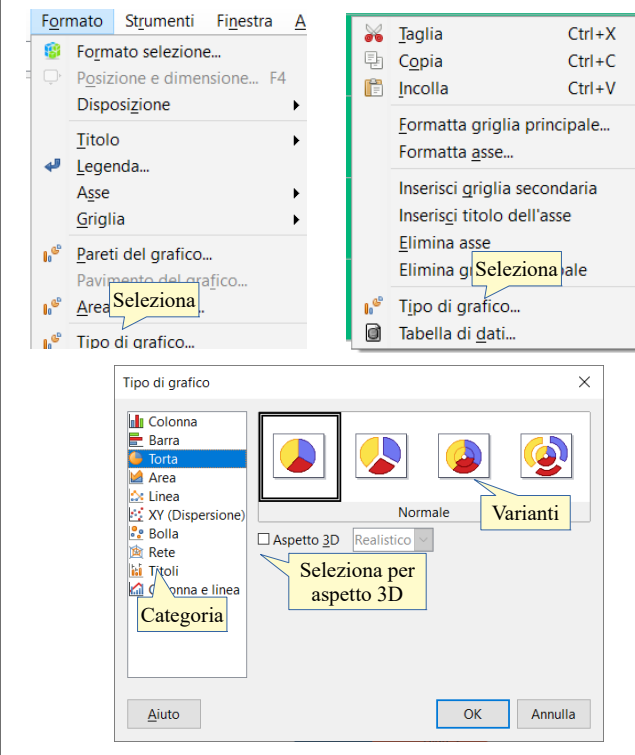 Formato Strumenti Finestra A
Formato selezione...
Posizione e dimensione... F4
Disposizione
Titolo
Legenda...
Asse
Griglia
Pareti del grafico...
Pavimento del grafico...
Area
Seleziona
Tipo di grafico...
Taglia Ctrl+X
Copia Ctrl+C
Incolla Ctrl+V
Formatta griglia principale...
Formatta asse...
Inserisci griglia secondaria
Inserisci titolo dell'asse
Elimina asse
Elimina
Seleziona
Tipo di grafico...
Tabella di dati...
Tipo di grafico
Colonna
Barra
Torta
Area
Linea
XY (Dispersione)
Bolla
Rete
Titoli
Colonna e linea
Categoria
Normale
Varianti
Aspetto 3D Realistico
Seleziona per
aspetto 3D
Aiuto OK Annulla